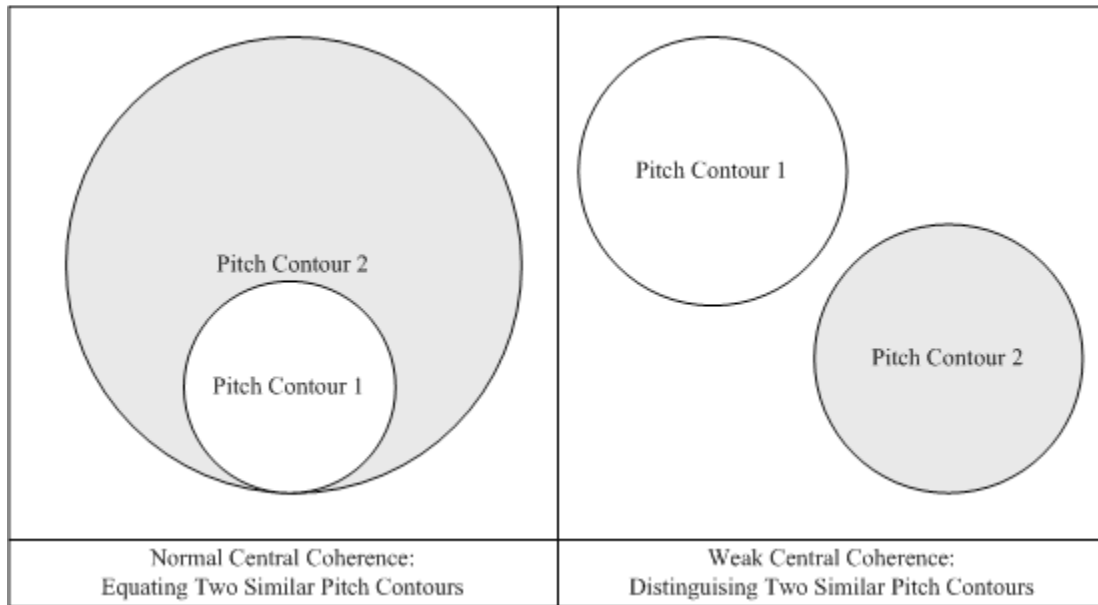 Pitch Contour 2
Pitch Contour 1
Normal Central Coherence:
Equating Two Similar Pitch Contours
Pitch Contour 1
Pitch Contour 2
Weak Central Coherence:
Distinguising Two Similar Pitch Contours